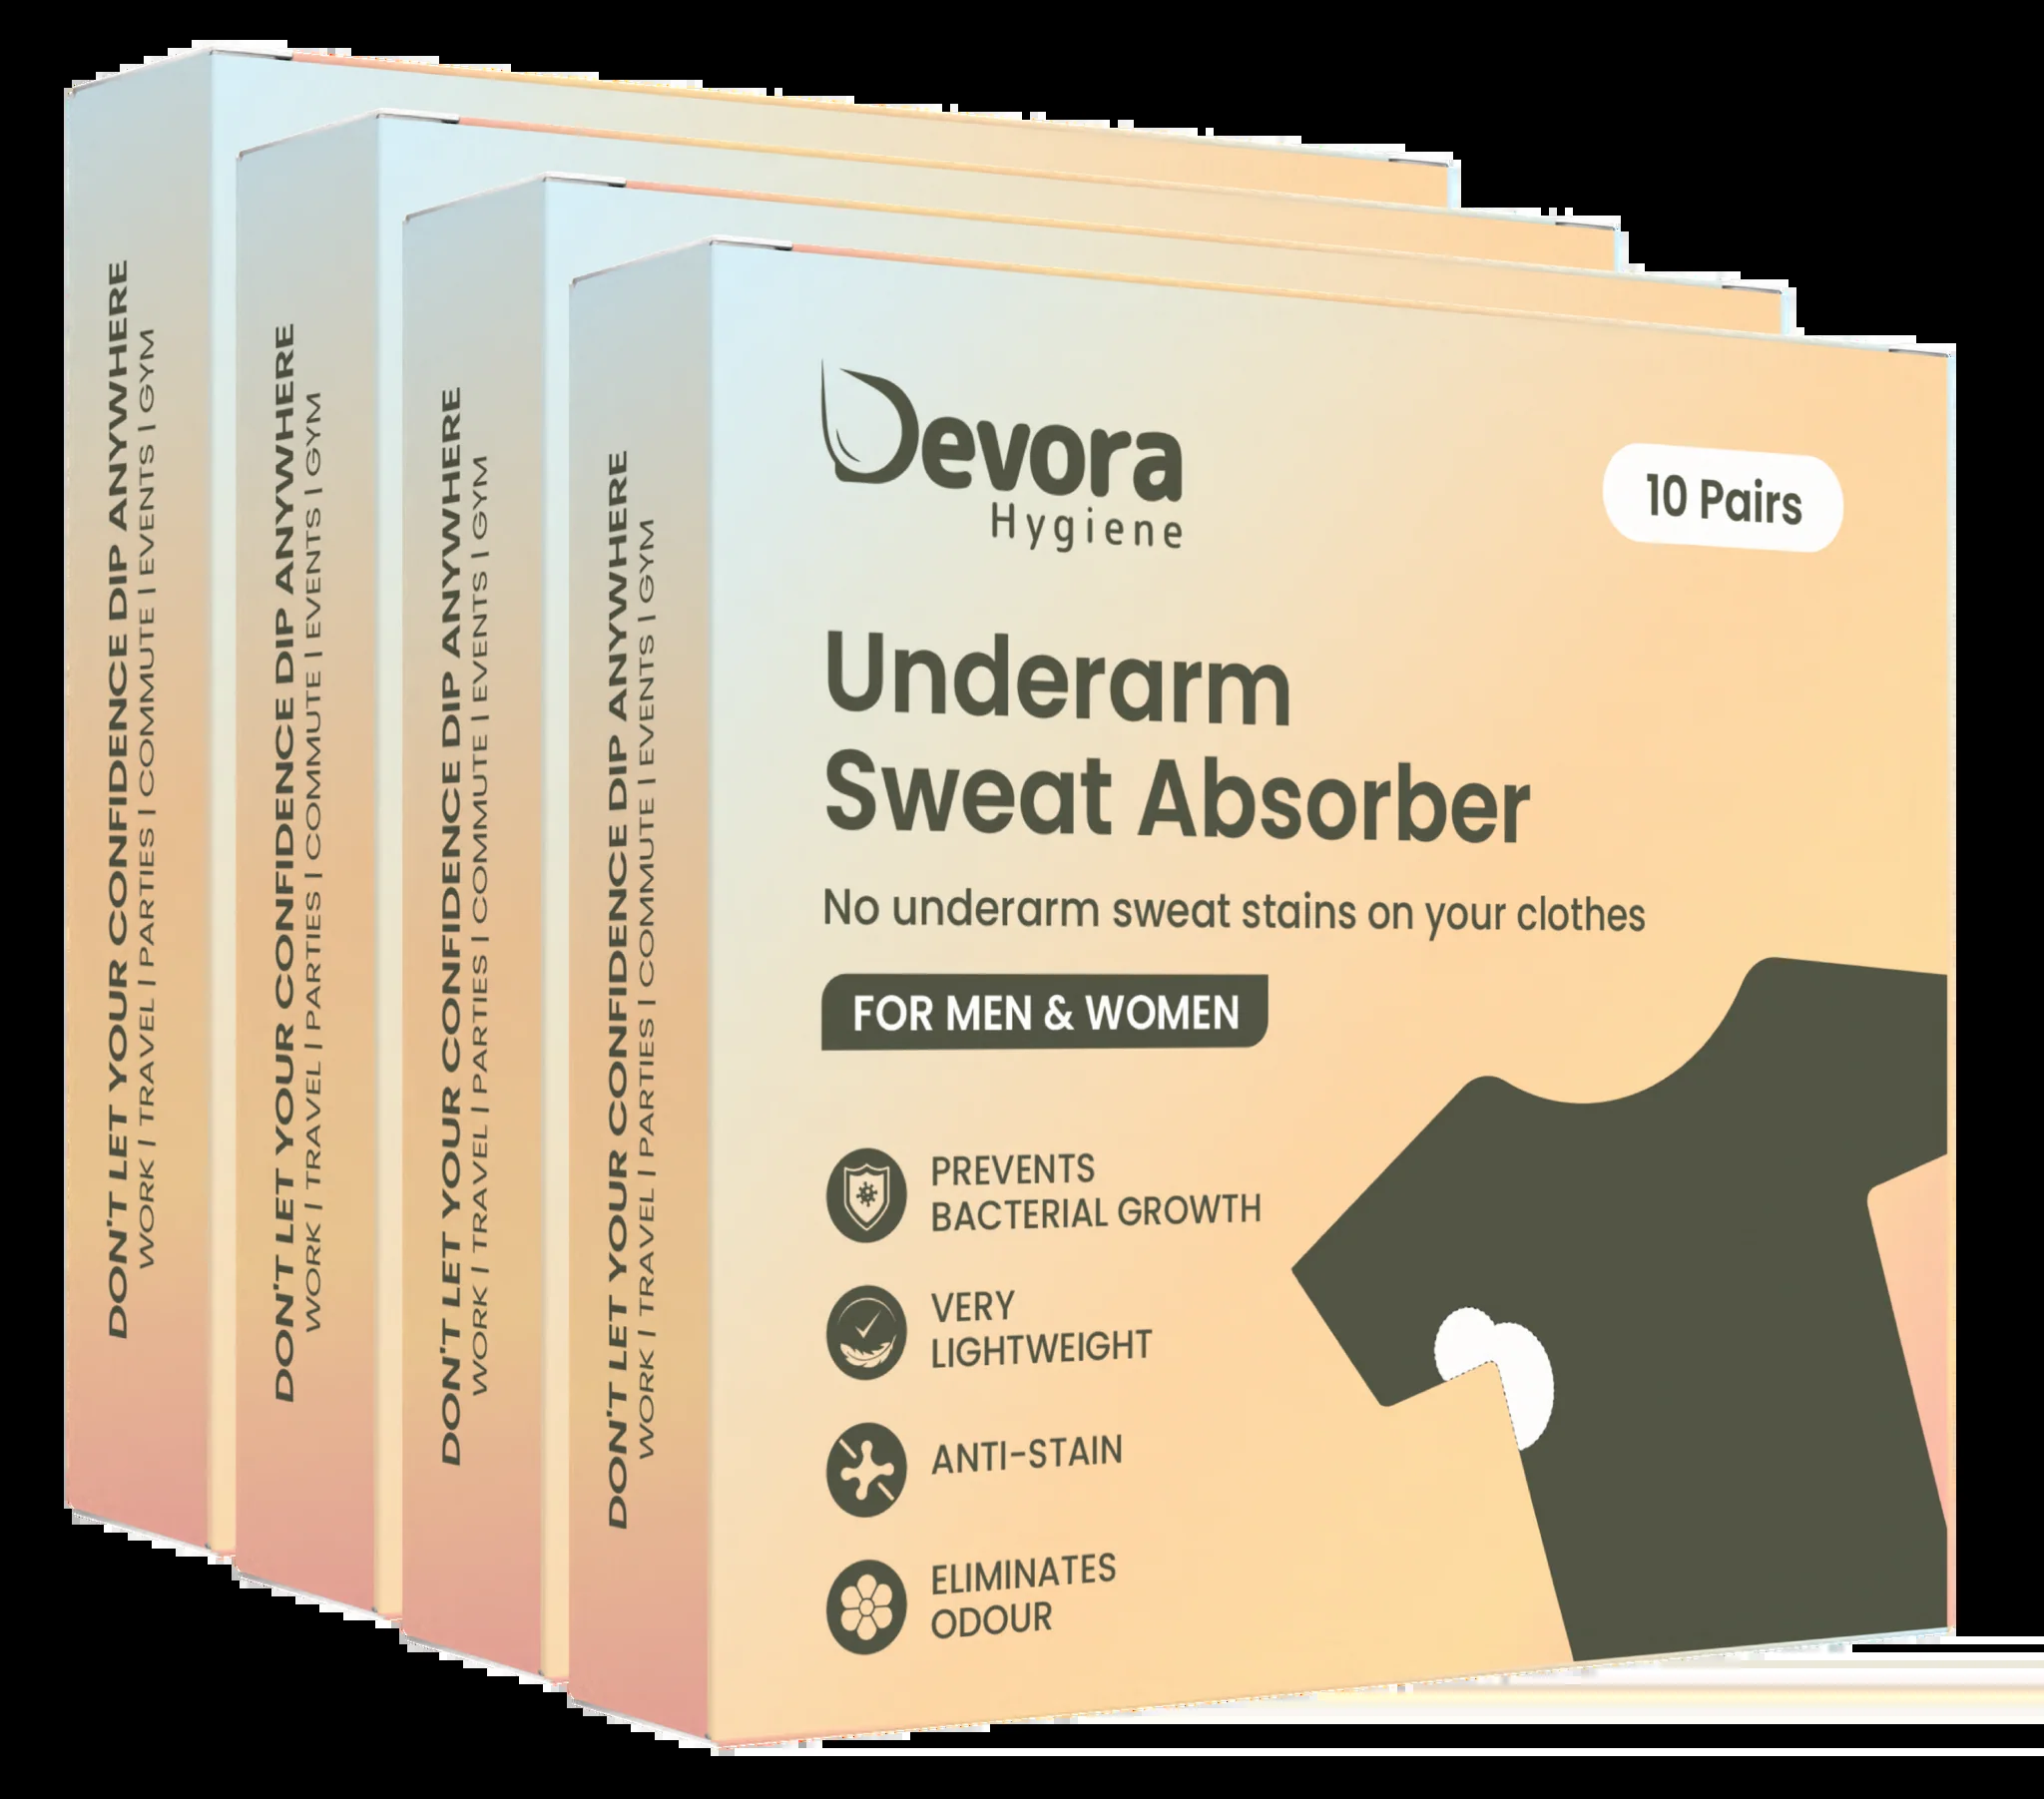 DON'T LET YOUR CONFIDENCE DIP ANYWHERE
WORK | TRAVEL | PARTIES | COMMUTE | EVENTS | GYM
DON'T LET YOUR CONFIDENCE DIP ANYWHERE
WORK | TRAVEL | PARTIES | COMMUTE | EVENTS | GYM
DON'T LET YOUR CONFIDENCE DIP ANYWHERE
WORK | TRAVEL | PARTIES | COMMUTE | EVENTS | GYM
DON'T LET YOUR CONFIDENCE DIP ANYWHERE
WORK | TRAVEL | PARTIES | COMMUTE | EVENTS | GYM
Devora
Hygiene
10 Pairs
Underarm
Sweat Absorber
No underarm sweat stains on your clothes
FOR MEN & WOMEN
PREVENTS
BACTERIAL GROWTH
VERY
LIGHTWEIGHT
ANTI-STAIN
ELIMINATES
ODOUR